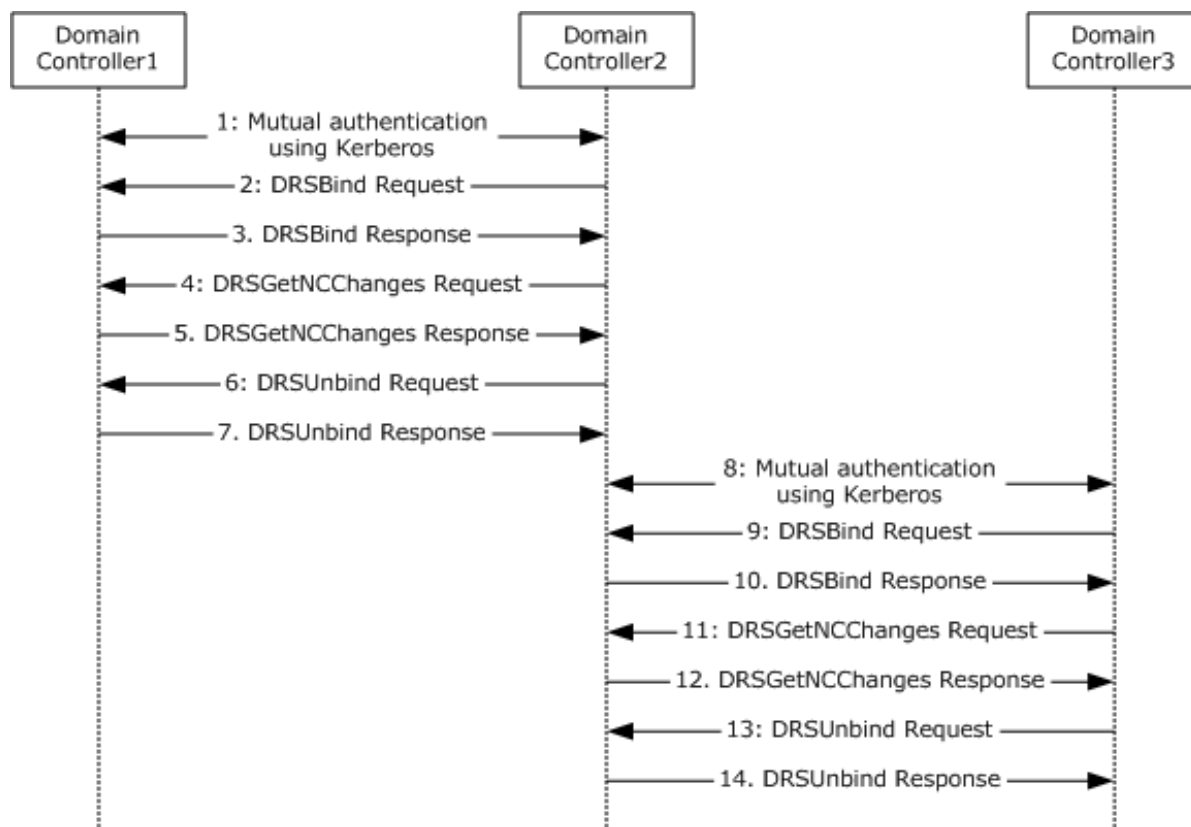 Domain
Controller1
Domain
Controller2
Domain
Controller3
1: Mutual authentication
using Kerberos
2: DRSBind Request
3. DRSBind Response
4: DRSGetNCChanges Request
5. DRSGetNCChanges Response
6: DRSUnbind Request
7. DRSUnbind Response
8: Mutual authentication
using Kerberos
9: DRSBind Request
10. DRSBind Response
11: DRSGetNCChanges Request
12. DRSGetNCChanges Response
13: DRSUnbind Request
14. DRSUnbind Response